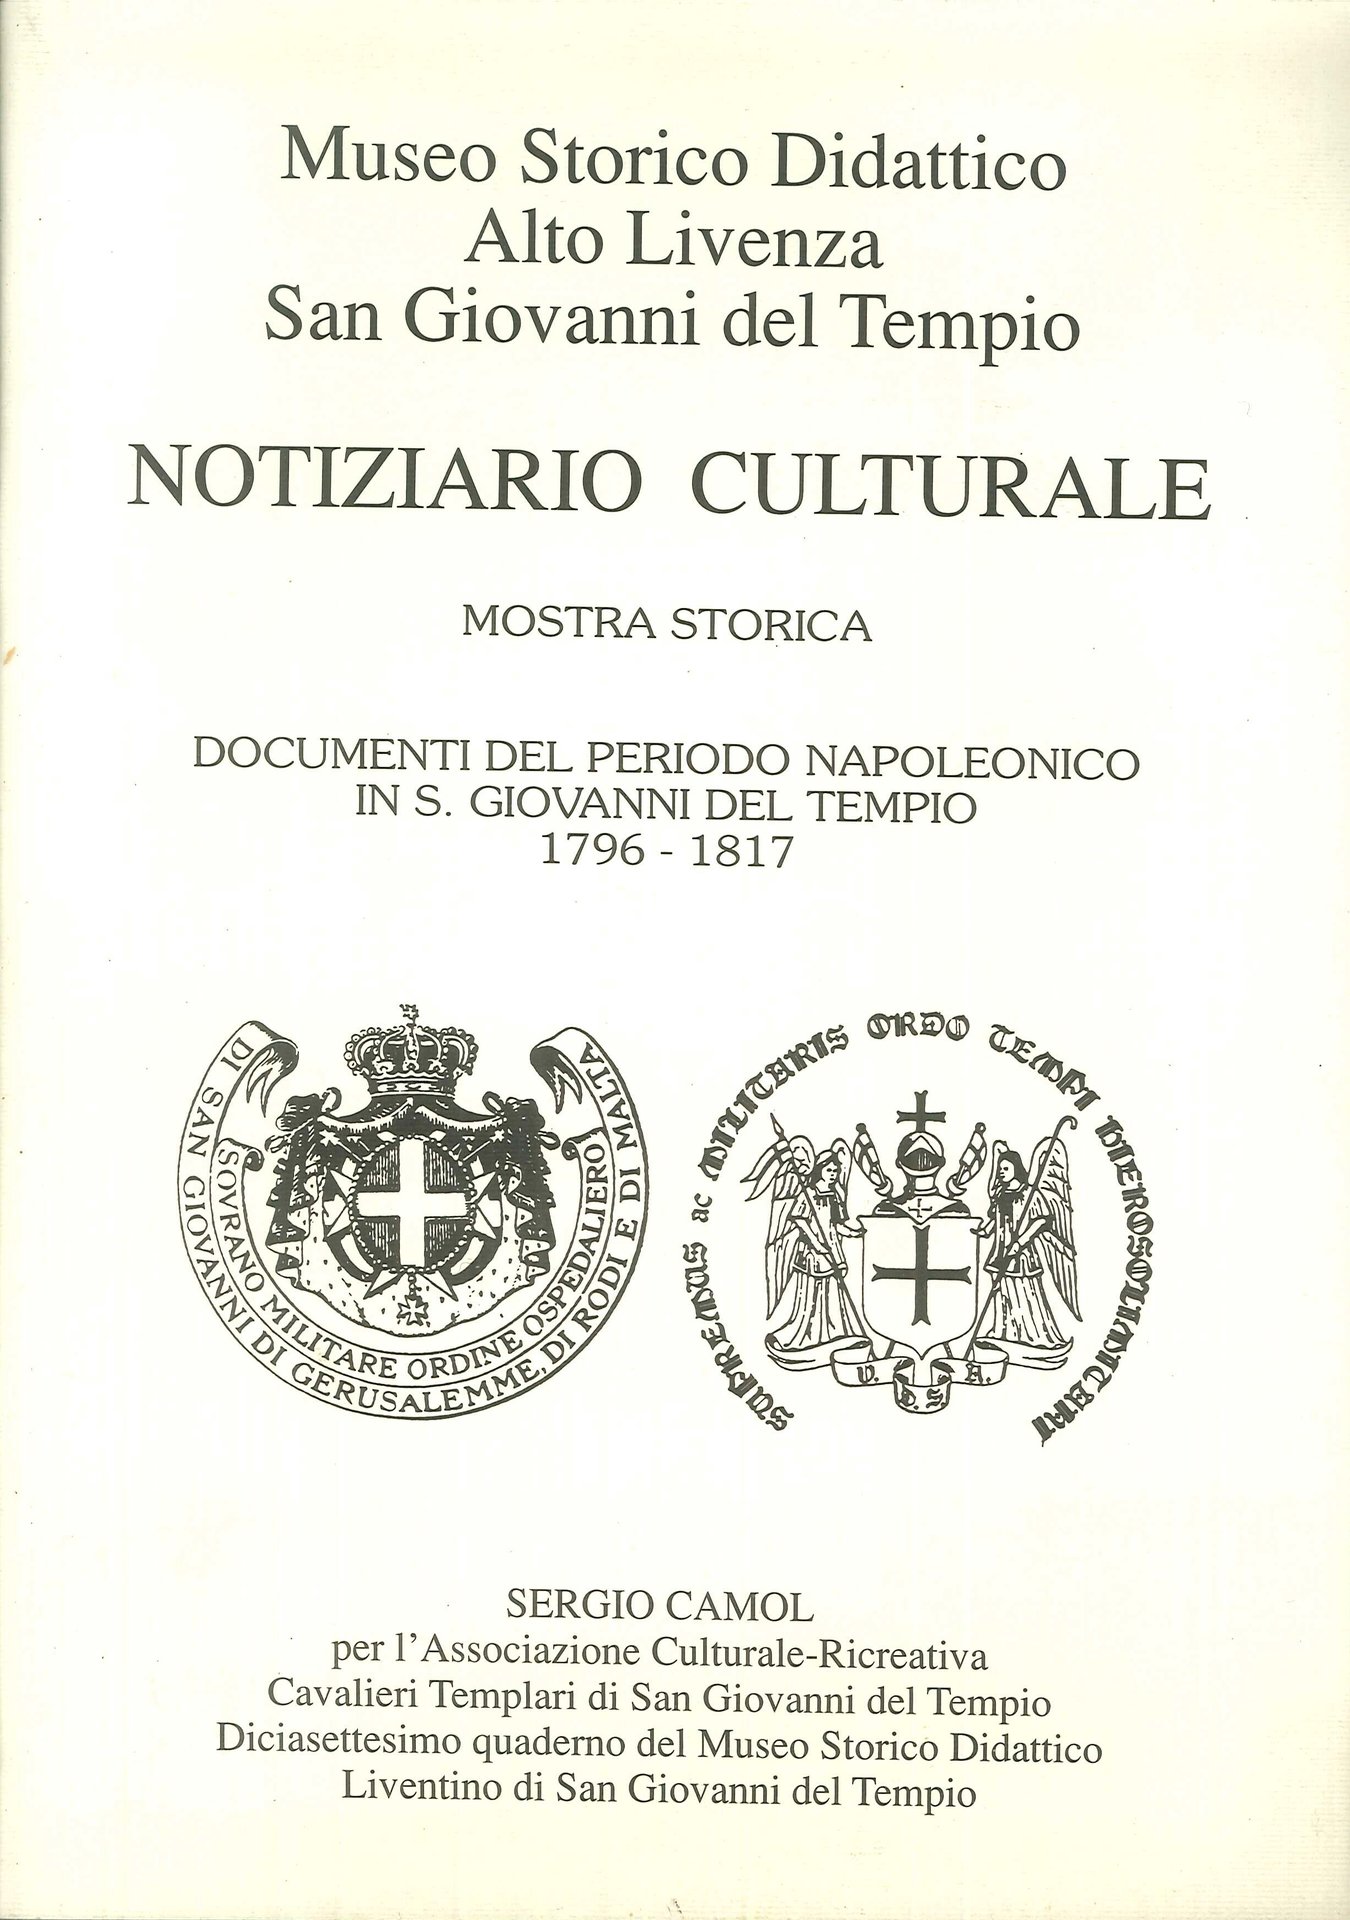 Museo Storico Didattico
Alto Livenza
San Giovanni del Tempio
NOTIZIARIO CULTURALE
MOSTRA STORICA
DOCUMENTI DEL PERIODO NAPOLEONICO
IN S. GIOVANNI DEL TEMPIO
1796 - 1817
SOVRANO MILITARE ORDINE OSPEDALIERO
DI SAN GIOVANNI DI GERUSALEMME, DI RODI E DI MALTA
SUPREMUS ac MILITARIS ORDO TEMPLI HIEROSOLIMITANI
V. D.S. A.
SERGIO CAMOL
per l'Associazione Culturale-Ricreativa
Cavalieri Templari di San Giovanni del Tempio
Diciasettesimo quaderno del Museo Storico Didattico
Liventino di San Giovanni del Tempio